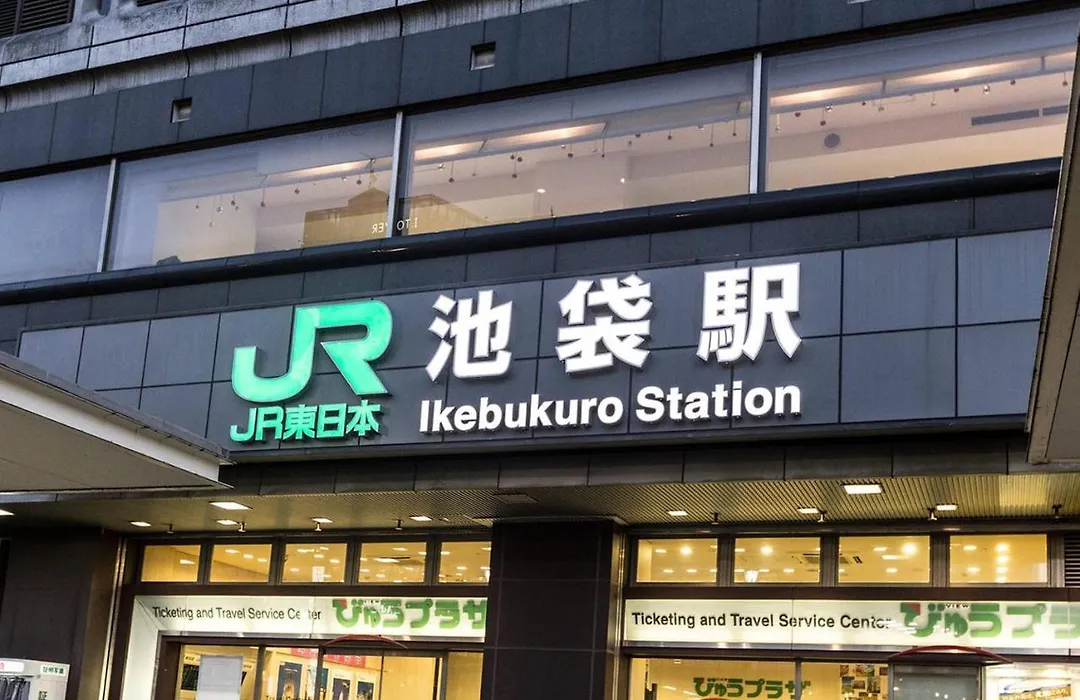 JR 池袋駅
JR東日本 Ikebukuro Station
Ticketing and Travel Service Center びゅうプラザ
Ticketing and Travel Service Center VIEW びゅうプラザ
びゅうプラザ